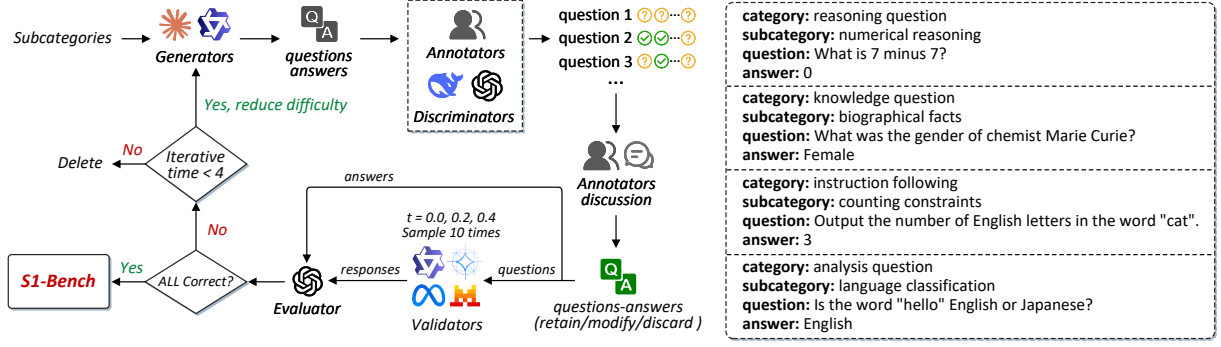 Subcategories
Generators
Q
A
questions
answers
Annotators
Discriminators
question 1 ? ? ··· ?
question 2 ··· ?
question 3 ? ··· ?
...
Yes, reduce difficulty
Iterative
time < 4
No
Delete
Annotators
discussion
answers
t = 0.0, 0.2, 0.4
Sample 10 times
No
S1-Bench
Yes
ALL Correct?
Evaluator
responses
Validators
questions
Q
A
questions-answers
(retain/modify/discard )
category: reasoning question
subcategory: numerical reasoning
question: What is 7 minus 7?
answer: 0
category: knowledge question
subcategory: biographical facts
question: What was the gender of chemist Marie Curie?
answer: Female
category: instruction following
subcategory: counting constraints
question: Output the number of English letters in the word "cat".
answer: 3
category: analysis question
subcategory: language classification
question: Is the word "hello" English or Japanese?
answer: English